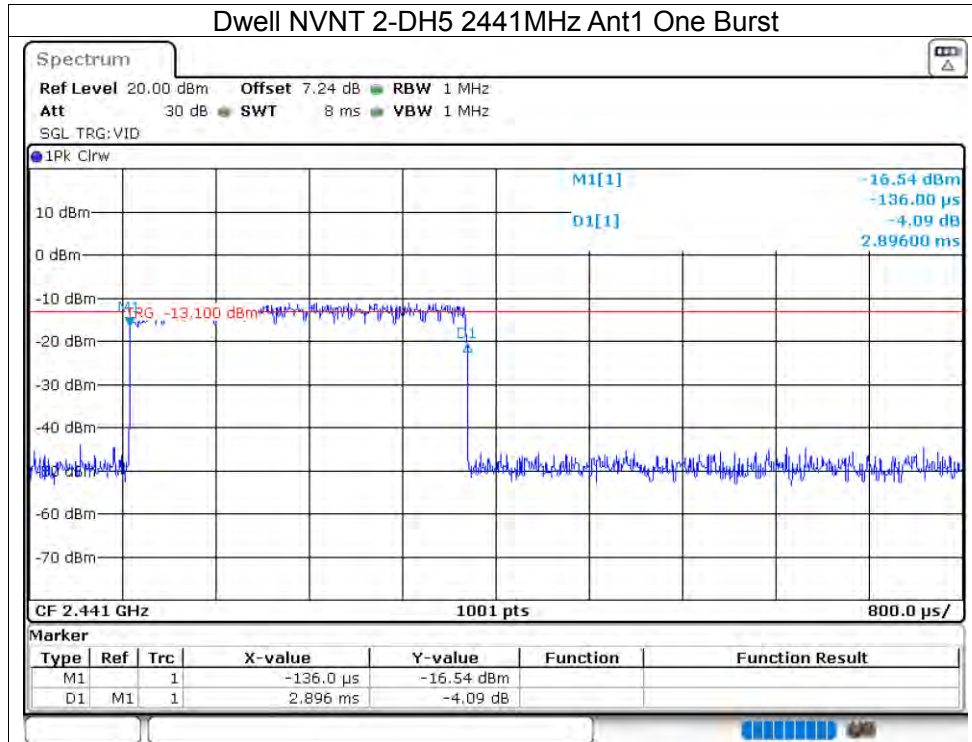 Dwell NVNT 2-DH5 2441MHz Ant1 One Burst
Spectrum
Ref Level 20.00 dBm Offset 7.24 dB RBW 1 MHz
Att 30 dB SWT 8 ms VBW 1 MHz
SGL TRG:VID
1Pk Clrw
M1[1] -16.54 dBm
-136.00 µs
10 dBm
D1[1] -4.09 dB
2.89600 ms
0 dBm
-10 dBm
M1
TRG -13.100 dBm
D1
-20 dBm
-30 dBm
-40 dBm
-50 dBm
-60 dBm
-70 dBm
CF 2.441 GHz 1001 pts 800.0 µs/
Marker
Type Ref Trc X-value Y-value Function Function Result
M1 1 -136.0 µs -16.54 dBm
D1 M1 1 2.896 ms -4.09 dB